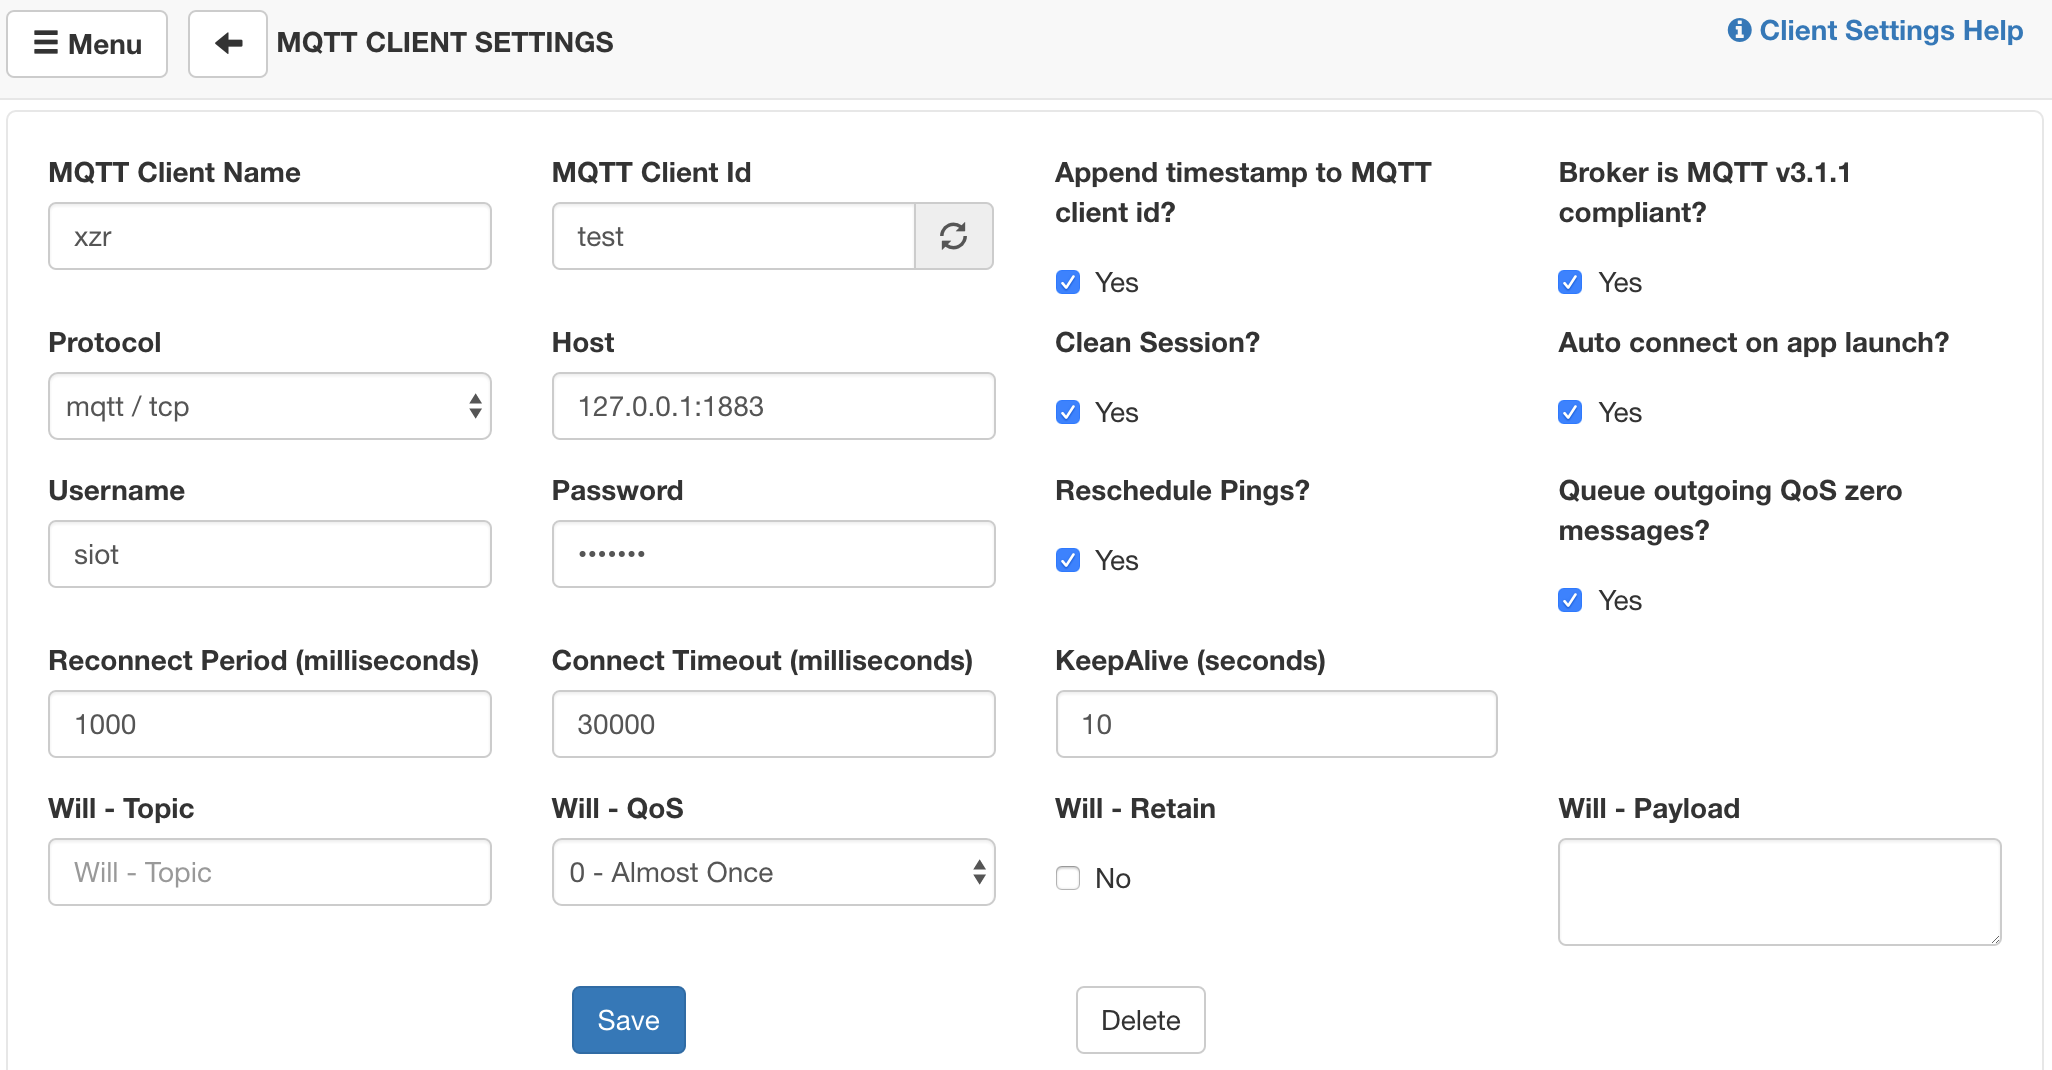 Menu
MQTT CLIENT SETTINGS
Client Settings Help
MQTT Client Name
xzr
MQTT Client Id
test
Append timestamp to MQTT
client id?
Yes
Broker is MQTT v3.1.1
compliant?
Yes
Protocol
mqtt / tcp
Host
127.0.0.1:1883
Clean Session?
Yes
Auto connect on app launch?
Yes
Username
siot
Password
•••••••
Reschedule Pings?
Yes
Queue outgoing QoS zero
messages?
Yes
Reconnect Period (milliseconds)
1000
Connect Timeout (milliseconds)
30000
KeepAlive (seconds)
10
Will - Topic
Will - Topic
Will - QoS
0 - Almost Once
Will - Retain
No
Will - Payload
Save
Delete